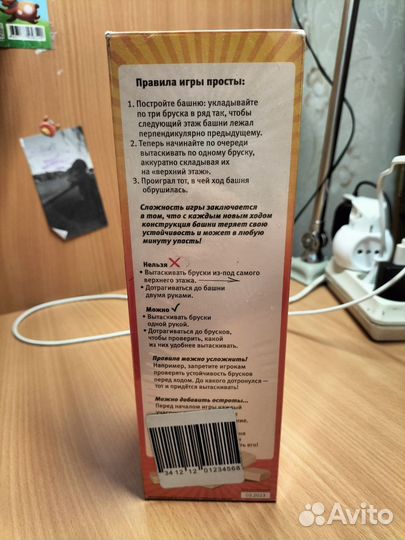 Правила игры просты:
1. Постройте башню: укладывайте
по три бруска в ряд так, чтобы
следующий этаж башни лежал
перпендикулярно предыдущему.
2. Теперь начинайте по очереди
вытаскивать по одному бруску,
аккуратно складывая их
на «верхний этаж».
3. Проиграл тот, в чей ход башня
обрушилась.
Сложность игры заключается
в том, что с каждым новым ходом
конструкция башни теряет свою
устойчивость и может в любую
минуту упасть!
Нельзя
• Вытаскивать бруски из-под самого
верхнего этажа.
• Дотрагиваться до башни
двумя руками.
Можно
• Вытаскивать бруски
одной рукой.
• Дотрагиваться до брусков,
чтобы проверить, какой
из них удобнее вытаскивать.
Правила можно усложнить!
Например, запретите игрокам
проверять устойчивость брусков
перед ходом. До какого дотронулся —
тот и придётся вытаскивать!
Можно добавить остроты...
Перед началом игры каждый
его!
34 12 12 01234568
03.2023
Avito